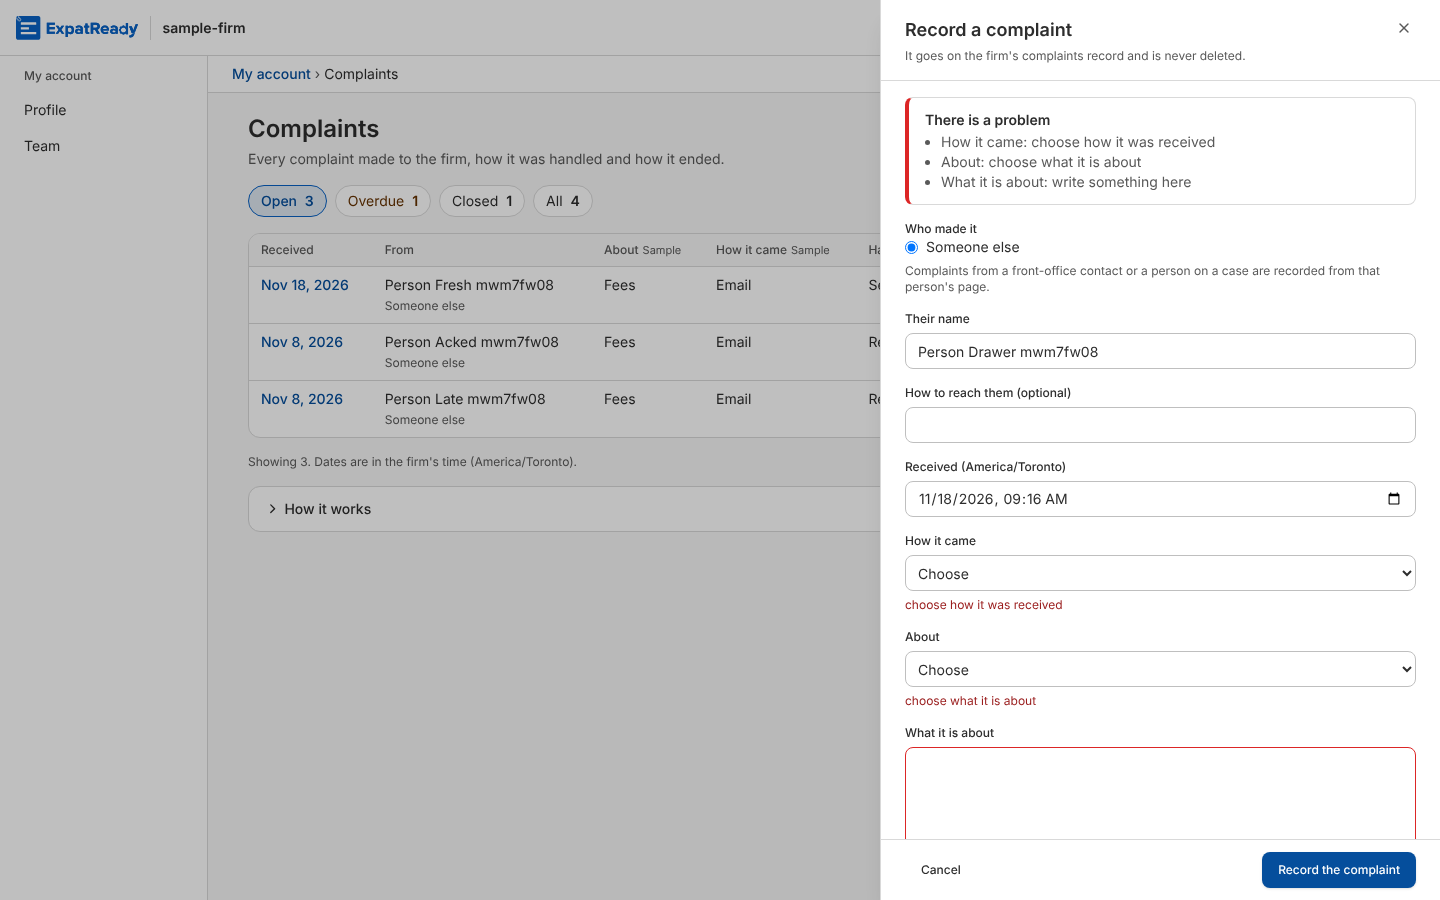 ExpatReady
sample-firm
My account
Profile
Team
My account › Complaints
Complaints
Every complaint made to the firm, how it was handled and how it ended.
Open 3
Overdue 1
Closed 1
All 4
Received From About Sample How it came Sample
Nov 18, 2026 Person Fresh mwm7fw08 Fees Email
Someone else
Nov 8, 2026 Person Acked mwm7fw08 Fees Email
Someone else
Nov 8, 2026 Person Late mwm7fw08 Fees Email
Someone else
Showing 3. Dates are in the firm's time (America/Toronto).
How it works
Record a complaint
It goes on the firm's complaints record and is never deleted.
There is a problem
How it came: choose how it was received
About: choose what it is about
What it is about: write something here
Who made it
Someone else
Complaints from a front-office contact or a person on a case are recorded from that
person's page.
Their name
Person Drawer mwm7fw08
How to reach them (optional)
Received (America/Toronto)
11/18/2026, 09:16 AM
How it came
Choose
choose how it was received
About
Choose
choose what it is about
What it is about
Cancel
Record the complaint